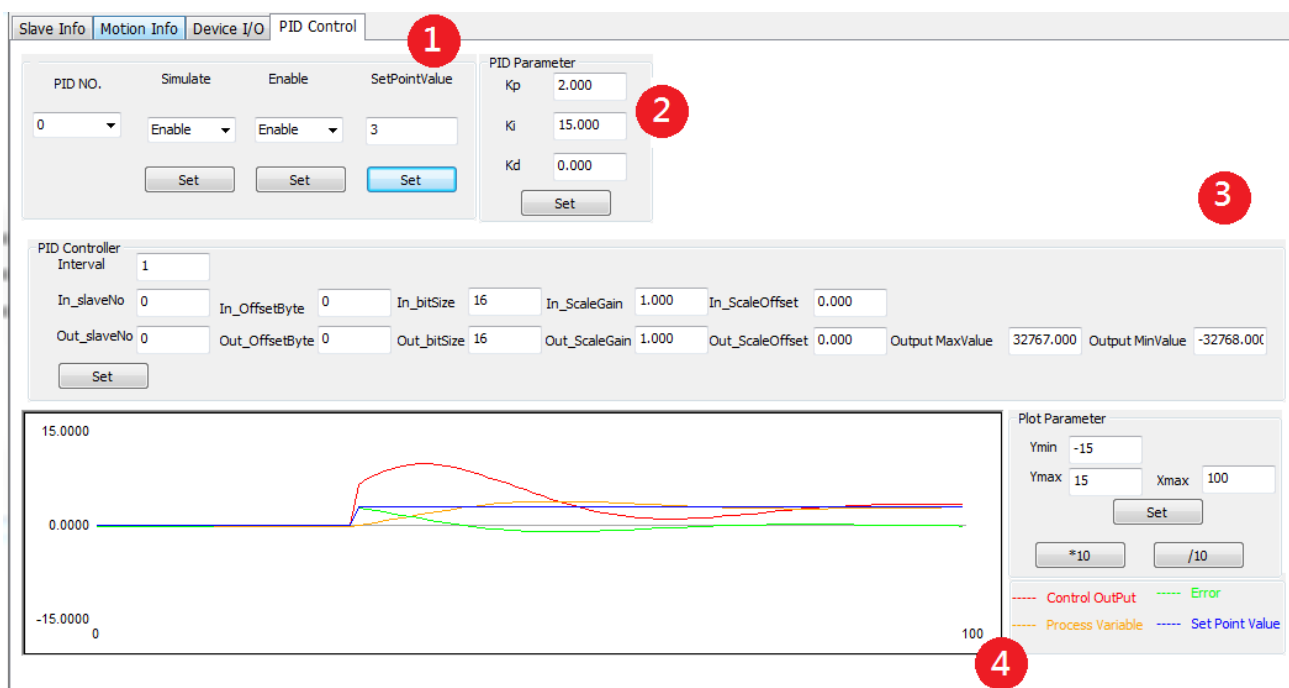 Slave Info Motion Info Device I/O PID Control
1
PID NO. Simulate Enable SetPointValue
0 Enable Enable 3
Set Set Set
PID Parameter
Kp 2.000
Ki 15.000
Kd 0.000
Set
2
3
PID Controller
Interval 1
In_slaveNo 0 In_OffsetByte 0 In_bitSize 16 In_ScaleGain 1.000 In_ScaleOffset 0.000
Out_slaveNo 0 Out_OffsetByte 0 Out_bitSize 16 Out_ScaleGain 1.000 Out_ScaleOffset 0.000 Output MaxValue 32767.000 Output MinValue -32768.00(
Set
15.0000
0.0000
-15.0000
0 100
Plot Parameter
Ymin -15
Ymax 15 Xmax 100
Set
*10 /10
----- Control OutPut ----- Error
----- Process Variable ----- Set Point Value
4